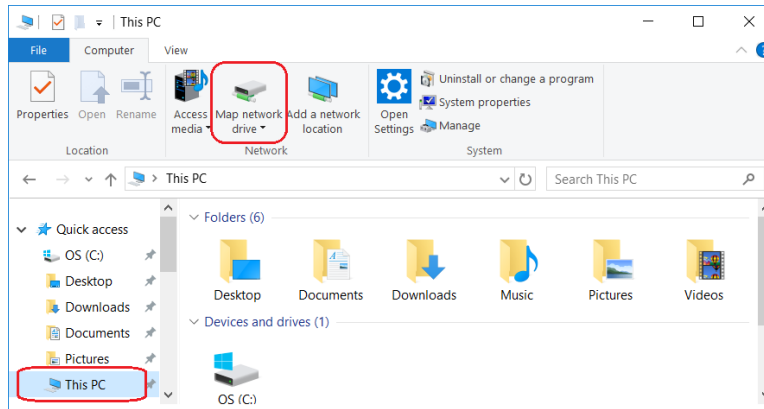 This PC
File Computer View
Properties Open Rename Access media Map network drive Add a network location Open Settings Uninstall or change a program
System properties
Manage
Location Network System
This PC Search This PC
Quick access
OS (C:)
Desktop
Downloads
Documents
Pictures
This PC
Folders (6)
Desktop Documents Downloads Music Pictures Videos
Devices and drives (1)
OS (C:)